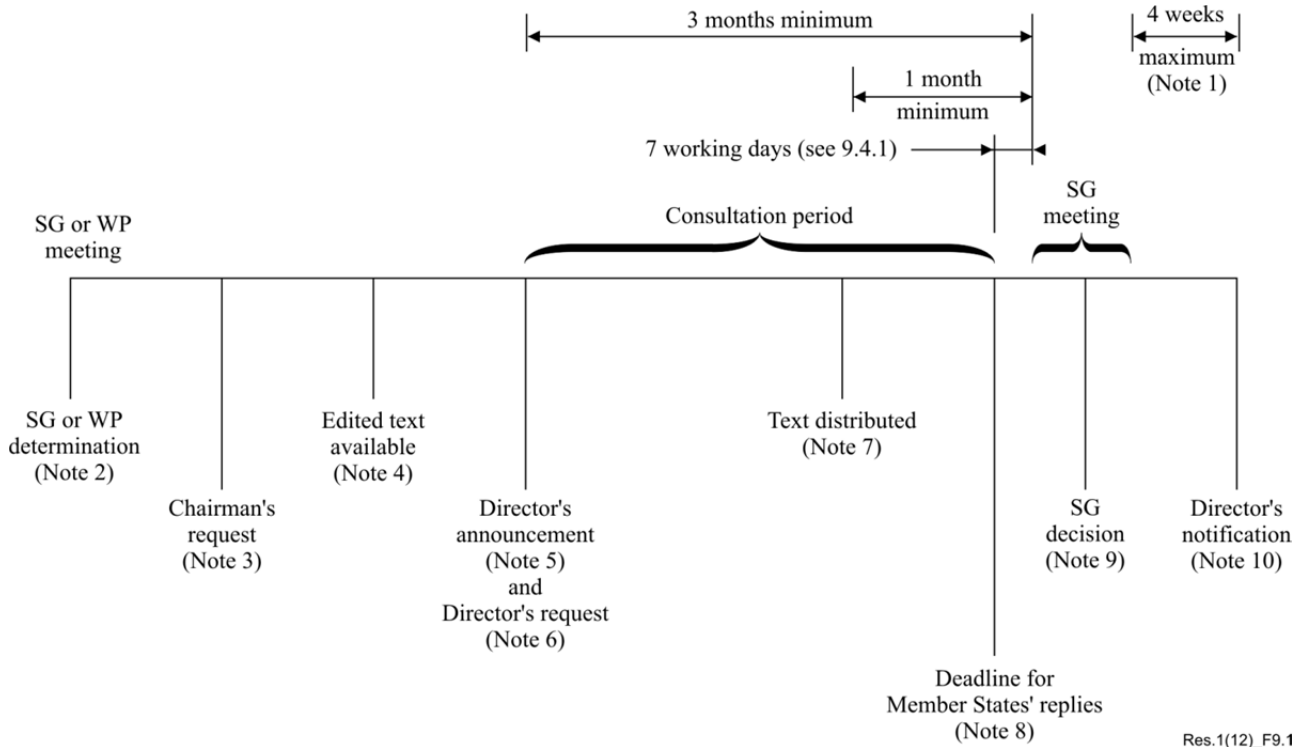 3 months minimum
4 weeks
maximum
(Note 1)
1 month
minimum
7 working days (see 9.4.1)
SG or WP
meeting
Consultation period
SG
meeting
SG or WP
determination
(Note 2)
Chairman's
request
(Note 3)
Edited text
available
(Note 4)
Director's
announcement
(Note 5)
and
Director's request
(Note 6)
Text distributed
(Note 7)
Deadline for
Member States' replies
(Note 8)
SG
decision
(Note 9)
Director's
notification
(Note 10)
Res.1(12)_F9.1